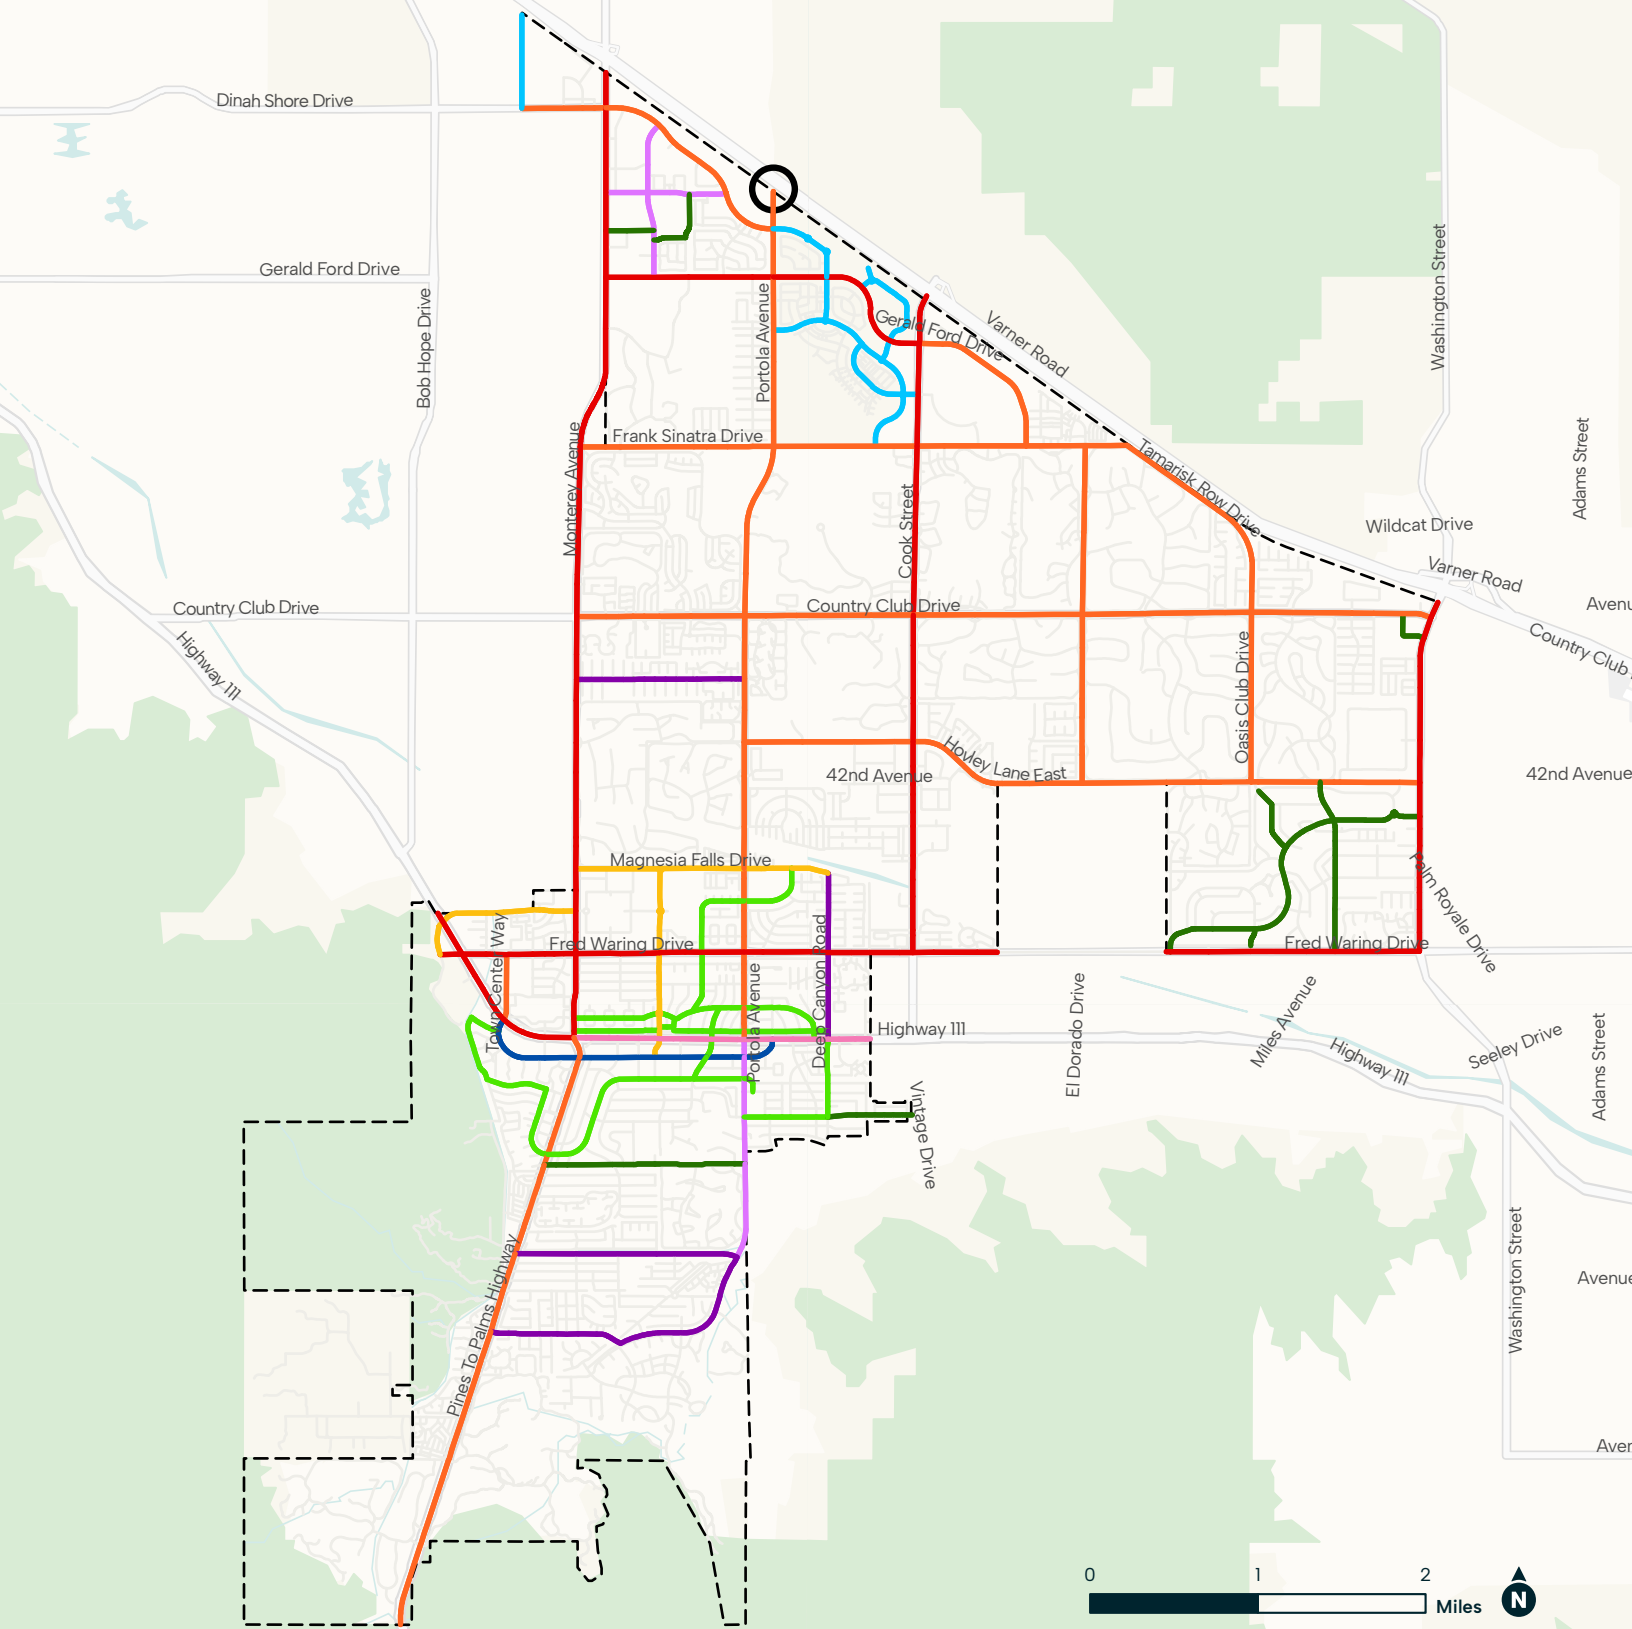 Dinah Shore Drive
Gerald Ford Drive
Bob Hope Drive
Portola Avenue
Gerald Ford Drive
Varner Road
Washington Street
Frank Sinatra Drive
Monterey Avenue
Cook Street
Tamarisk Row Drive
Adams Street
Wildcat Drive
Varner Road
Country Club Drive
Country Club Drive
Avenu
Country Club
Highway 111
Oasis Club Drive
Hovley Lane East
42nd Avenue
42nd Avenue
Magnesia Falls Drive
Palm Royale Drive
Town Center Way
Fred Waring Drive
Deep Canyon Road
Fred Waring Drive
Portola Avenue
Highway 111
El Dorado Drive
Miles Avenue
Highway 111
Seeley Drive
Adams Street
Vintage Drive
Washington Street
Pines To Palms Highway
Avenue
Aven
0 1 2
Miles
N